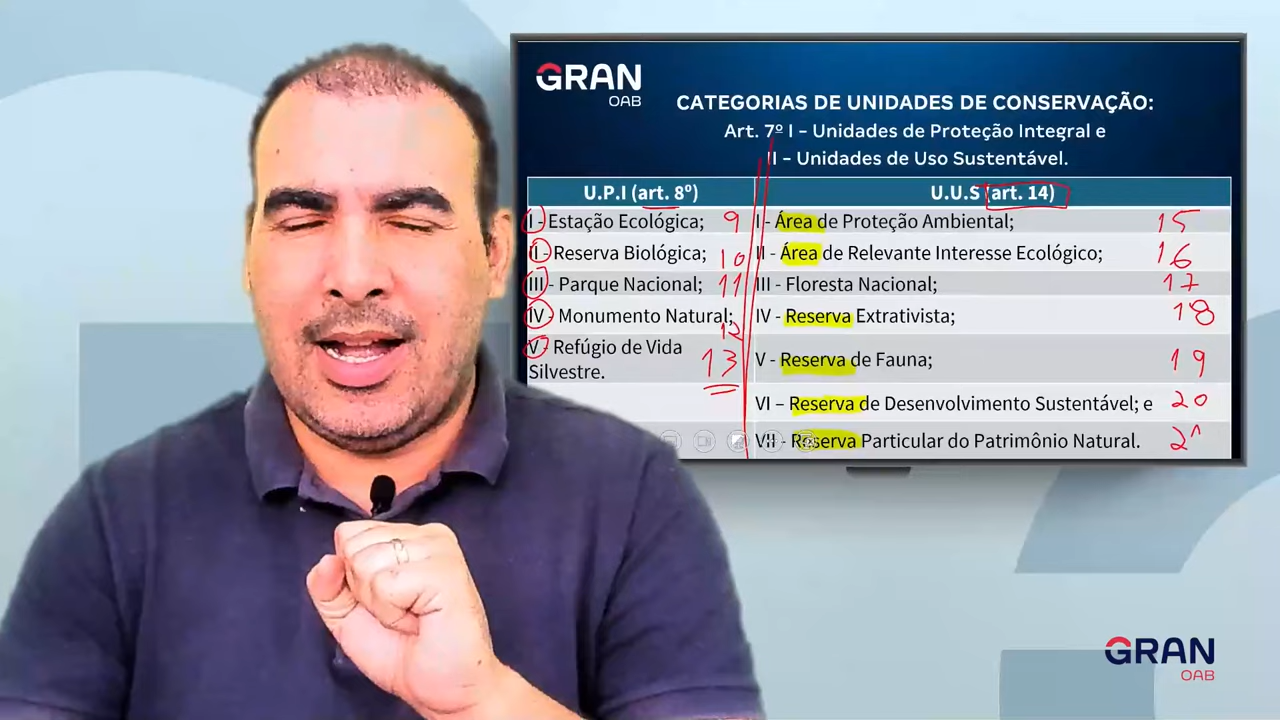 GRAN
OAB
CATEGORIAS DE UNIDADES DE CONSERVAÇÃO:
Art. 7º I – Unidades de Proteção Integral e
II – Unidades de Uso Sustentável.
U.P.I (art. 8º)
U.U.S (art. 14)
I - Estação Ecológica; 9
I - Área de Proteção Ambiental; 15
II - Reserva Biológica; 10
II - Área de Relevante Interesse Ecológico; 16
III - Parque Nacional; 11
III - Floresta Nacional; 17
IV - Monumento Natural; 12
IV - Reserva Extrativista; 18
V - Refúgio de Vida
Silvestre. 13
V - Reserva de Fauna; 19
VI – Reserva de Desenvolvimento Sustentável; e 20
VII - Reserva Particular do Patrimônio Natural. 21
GRAN
OAB